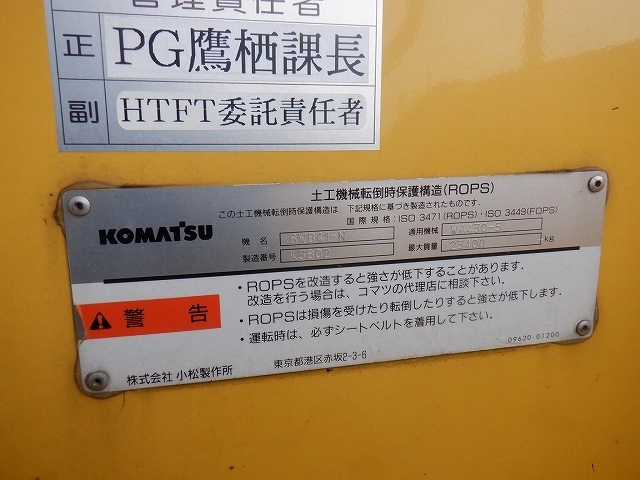 管理責任者
正 PG鷹栖課長
副 HTFT委託責任者
土工機械転倒時保護構造(ROPS)
この土工機械転倒時保護構造は 下記規格に基づき製造されたものです。
国際規格:ISO 3471(ROPS)・ISO 3449(FOPS)
KOMATSU
機名 適用機械 WA430-5
製造番号 最大質量 23400 kg
・ROPSを改造すると強さが低下することがあります。
改造を行う場合は、コマツの代理店に相談下さい。
・ROPSは損傷を受けたり転倒したりすると強さが低下します。
・運転時は、必ずシートベルトを着用して下さい。
警告
09620-01200
株式会社 小松製作所 東京都港区赤坂2-3-6